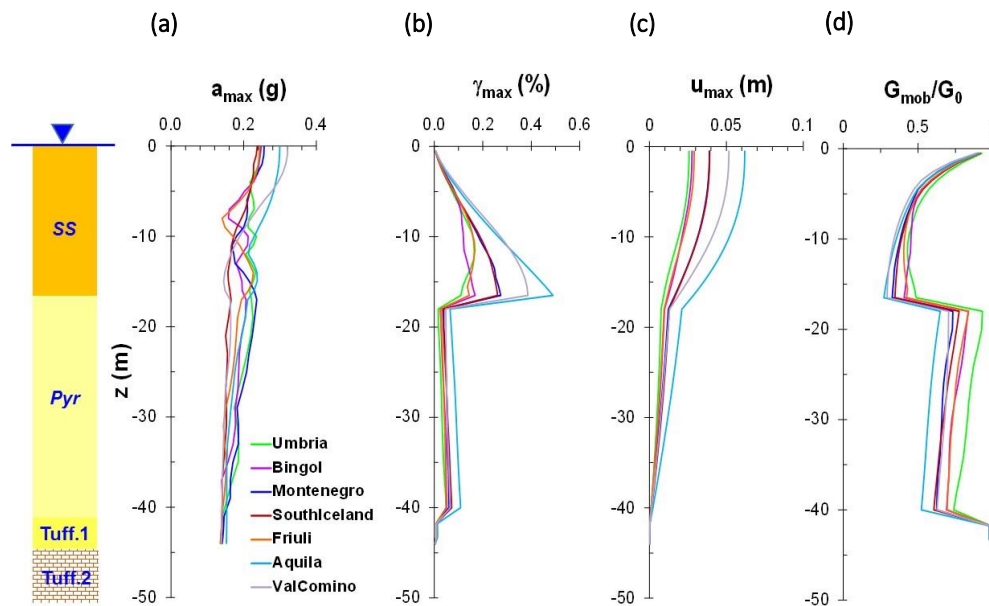 (a) (b) (c) (d)
a_max (g) γ_max (%) u_max (m) G_mob/G_0
0.0 0.2 0.4 0.0 0.2 0.4 0.6 0 0.05 0.1 0 0.5
0 0 0 0
SS
-10 -10 -10 -10
-20 -20 -20 -20
Pyr
z (m)
-30 -30 -30 -30
Umbria
Bingol
Montenegro
-40 -40 -40 -40
SouthIceland
Tuff.1
Friuli
Aquila
Tuff.2
ValComino
-50 -50 -50 -50